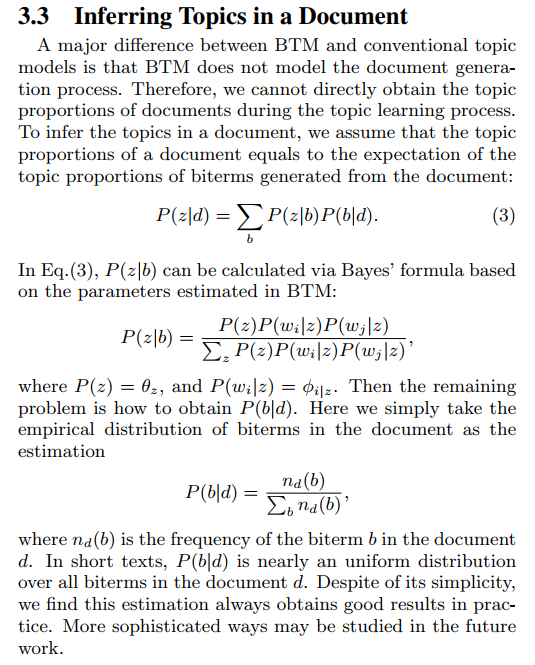 3.3 Inferring Topics in a Document
A major difference between BTM and conventional topic
models is that BTM does not model the document genera-
tion process. Therefore, we cannot directly obtain the topic
proportions of documents during the topic learning process.
To infer the topics in a document, we assume that the topic
proportions of a document equals to the expectation of the
topic proportions of biterms generated from the document:
P(z|d) = ∑_b P(z|b)P(b|d). (3)
In Eq.(3), P(z|b) can be calculated via Bayes' formula based
on the parameters estimated in BTM:
P(z|b) = P(z)P(w_i|z)P(w_j|z) / ∑_z P(z)P(w_i|z)P(w_j|z),
where P(z) = θ_z, and P(w_i|z) = ϕ_{i|z}. Then the remaining
problem is how to obtain P(b|d). Here we simply take the
empirical distribution of biterms in the document as the
estimation
P(b|d) = n_d(b) / ∑_b n_d(b),
where n_d(b) is the frequency of the biterm b in the document
d. In short texts, P(b|d) is nearly an uniform distribution
over all biterms in the document d. Despite of its simplicity,
we find this estimation always obtains good results in prac-
tice. More sophisticated ways may be studied in the future
work.